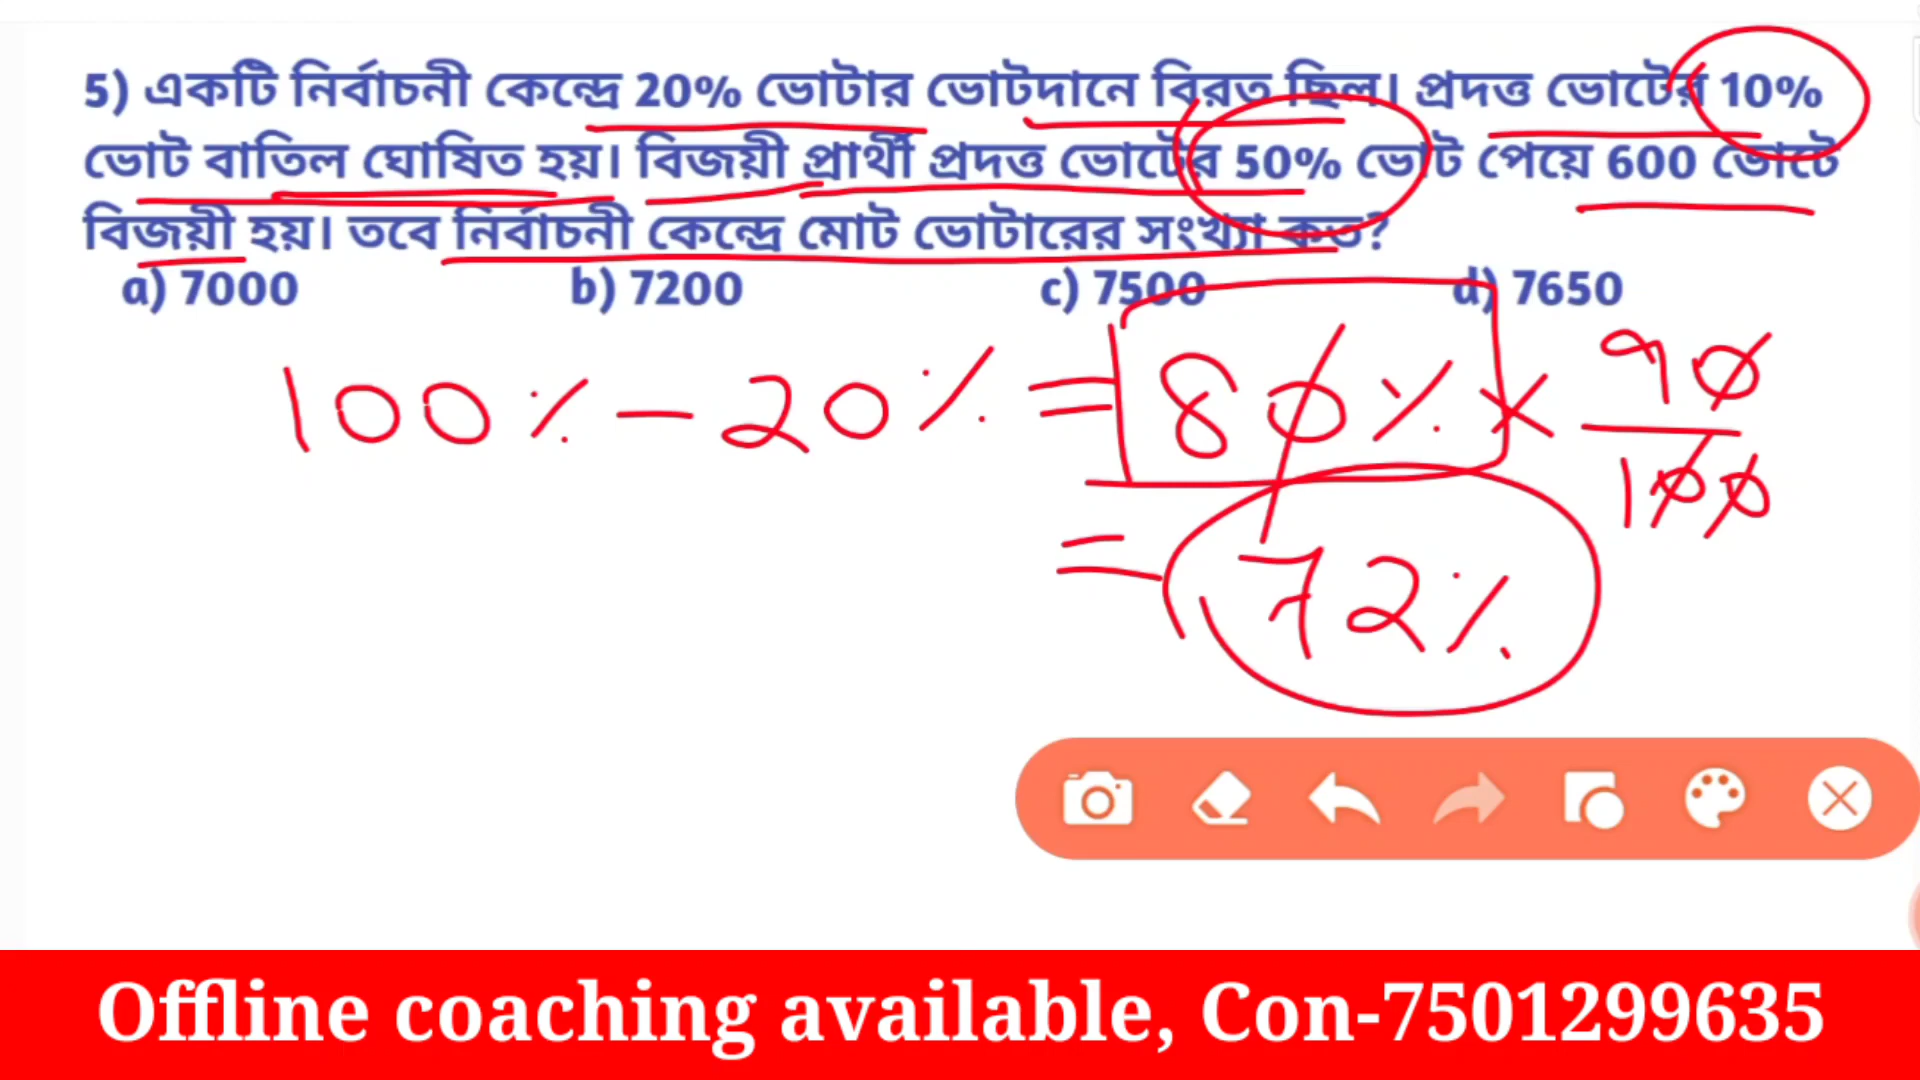 5) একটি নির্বাচনী কেন্দ্রে 20% ভোটার ভোটদানে বিরত ছিল। প্রদত্ত ভোটের 10%
ভোট বাতিল ঘোষিত হয়। বিজয়ী প্রার্থী প্রদত্ত ভোটের 50% ভোট পেয়ে 600 ভোটে
বিজয়ী হয়। তবে নির্বাচনী কেন্দ্রে মোট ভোটারের সংখ্যা কত?
a) 7000 b) 7200 c) 7500 d) 7650
100% - 20% = 80% × 90/100
= 72%
Offline coaching available, Con-7501299635